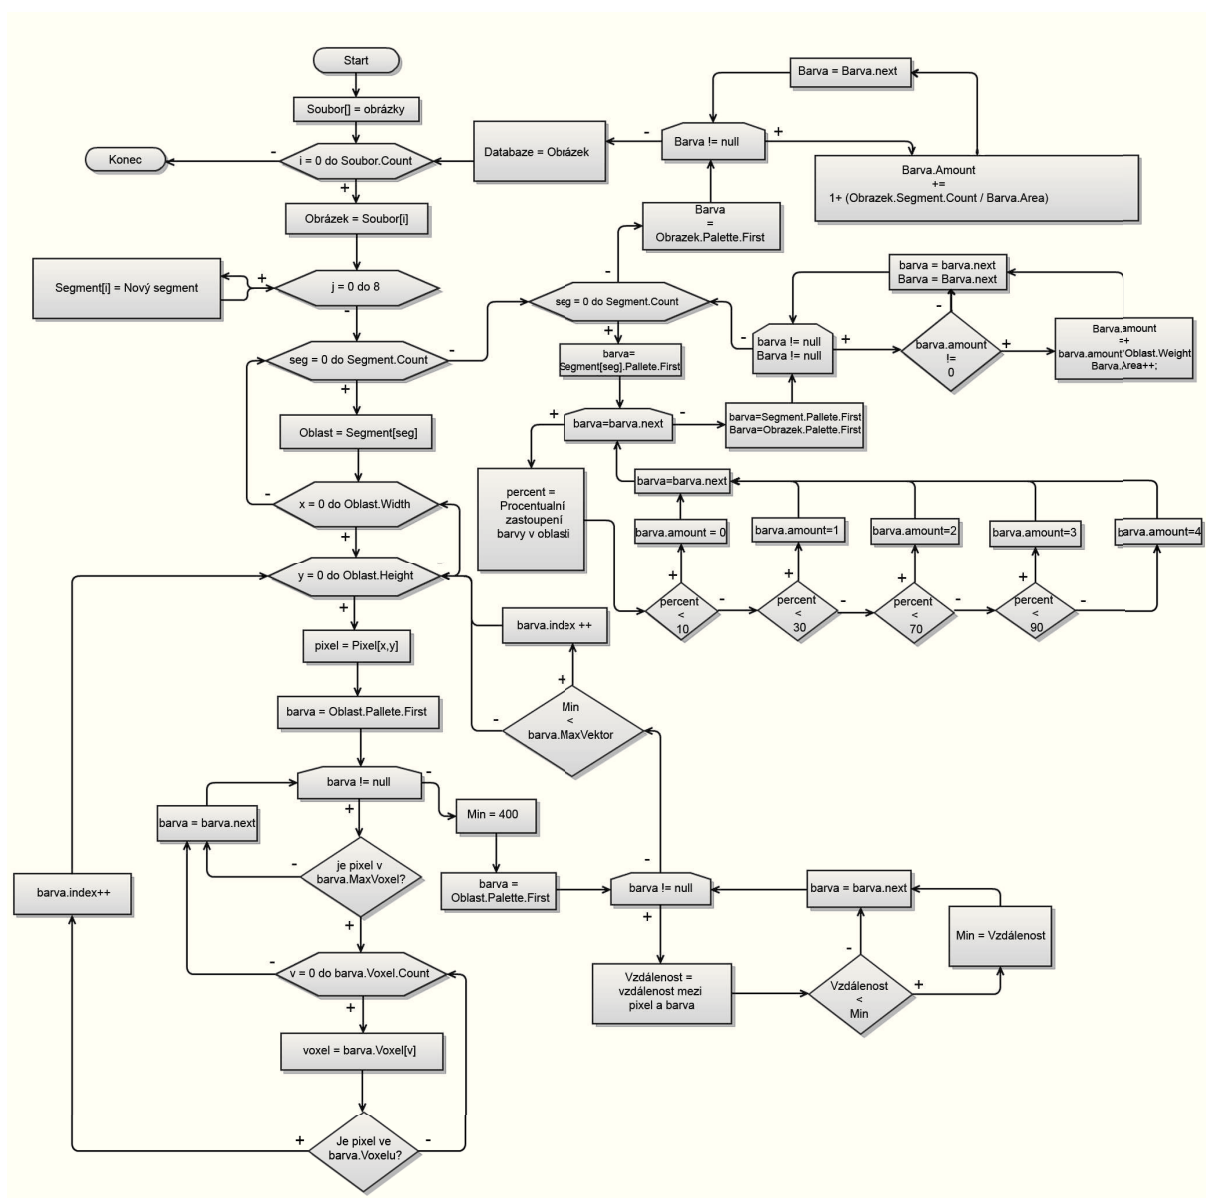 Start
Soubor[] = obrázky
Konec
-
i = 0 do Soubor.Count
+
Obrázek = Soubor[i]
Segment[i] = Nový segment
+
j = 0 do 8
-
seg = 0 do Segment.Count
-
+
Oblast = Segment[seg]
-
x = 0 do Oblast.Width
+
y = 0 do Oblast.Height
+
pixel = Pixel[x,y]
barva = Oblast.Pallete.First
barva != null
-
+
barva = barva.next
-
je pixel v
barva.MaxVoxel?
+
barva.index++
-
v = 0 do barva.Voxel.Count
+
voxel = barva.Voxel[v]
+
Je pixel ve
barva.Voxelu?
-
Min = 400
barva =
Oblast.Palette.First
barva != null
-
+
Vzdálenost =
vzdálenost mezi
pixel a barva
Vzdálenost
<
Min
-
+
barva = barva.next
Min = Vzdálenost
Min
<
barva.MaxVektor
-
+
barva.index ++
seg = 0 do Segment.Count
-
+
barva=
Segment[seg].Pallete.First
+
barva=barva.next
-
percent =
Procentualní
zastoupení
barvy v oblasti
percent
<
10
+
-
percent
<
30
+
-
percent
<
70
+
-
percent
<
90
+
-
barva.amount = 0
barva.amount=1
barva.amount=2
barva.amount=3
barva.amount=4
barva=barva.next
barva=Segment.Pallete.First
Barva=Obrazek.Palette.First
-
barva != null
Barva != null
+
barva.amount
!=
0
-
+
barva = barva.next
Barva = Barva.next
Barva.amount
=+
barva.amount*Oblast.Weight
Barva.Area++;
Barva
=
Obrazek.Palette.First
-
Barva != null
+
Barva = Barva.next
Barva.Amount
+=
1+ (Obrazek.Segment.Count / Barva.Area)
Databaze = Obrázek